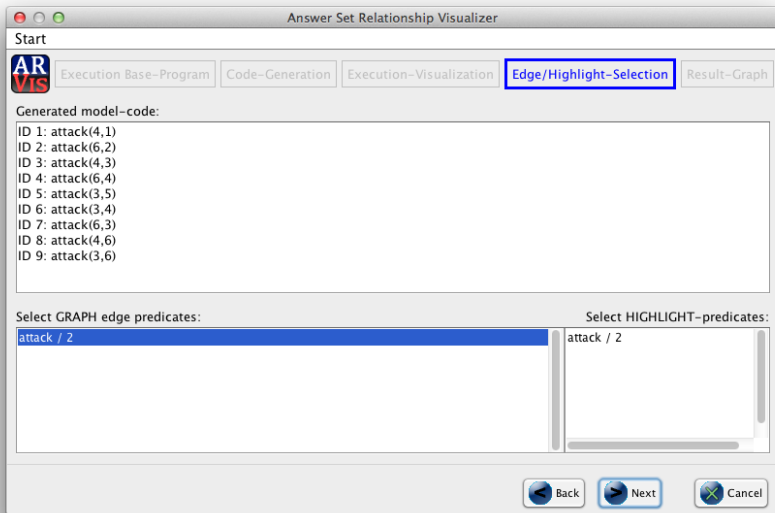 Answer Set Relationship Visualizer
Start
AR
VIS
Execution Base-Program Code-Generation Execution-Visualization Edge/Highlight-Selection Result-Graph
Generated model-code:
ID 1: attack(4,1)
ID 2: attack(6,2)
ID 3: attack(4,3)
ID 4: attack(6,4)
ID 5: attack(3,5)
ID 6: attack(3,4)
ID 7: attack(6,3)
ID 8: attack(4,6)
ID 9: attack(3,6)
Select GRAPH edge predicates: Select HIGHLIGHT-predicates:
attack / 2 attack / 2
Back Next Cancel